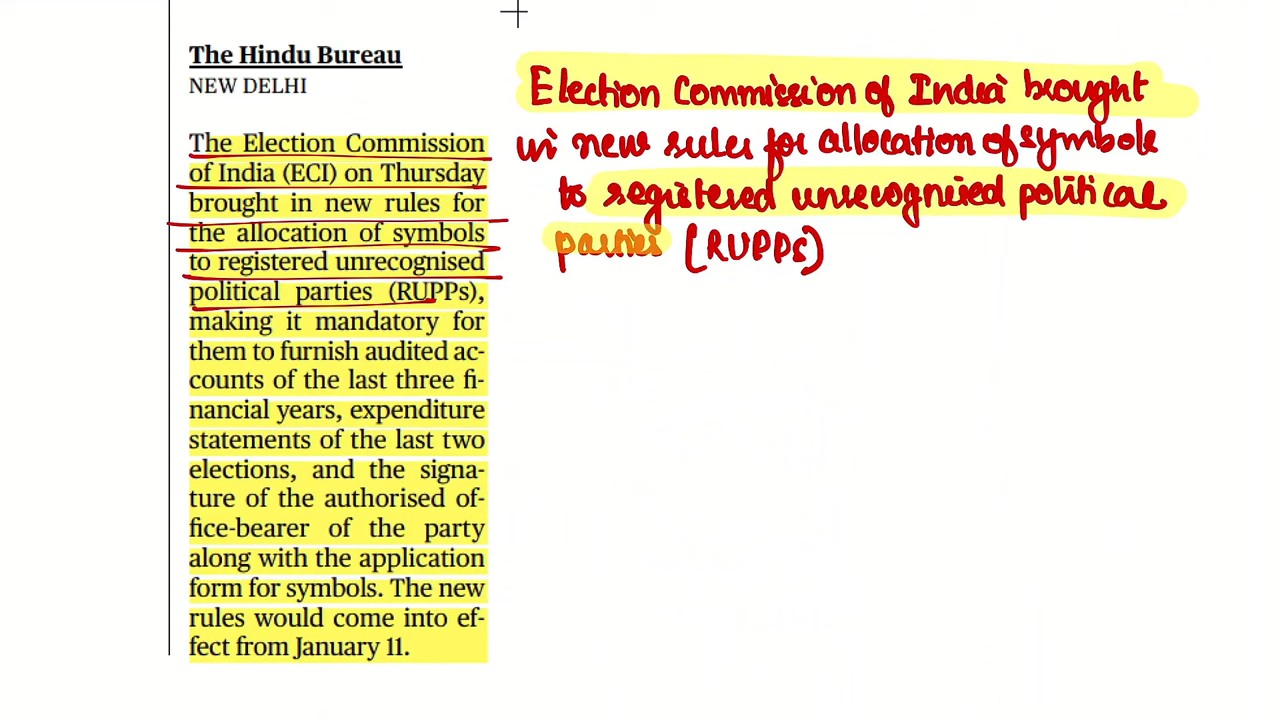 The Hindu Bureau
NEW DELHI
The Election Commission
of India (ECI) on Thursday
brought in new rules for
the allocation of symbols
to registered unrecognised
political parties (RUPPs),
making it mandatory for
them to furnish audited ac-
counts of the last three fi-
nancial years, expenditure
statements of the last two
elections, and the signa-
ture of the authorised of-
fice-bearer of the party
along with the application
form for symbols. The new
rules would come into ef-
fect from January 11.
Election Commission of India brought
in new rules for allocation of symbols
to registered unrecognised political
parties (RUPPs)